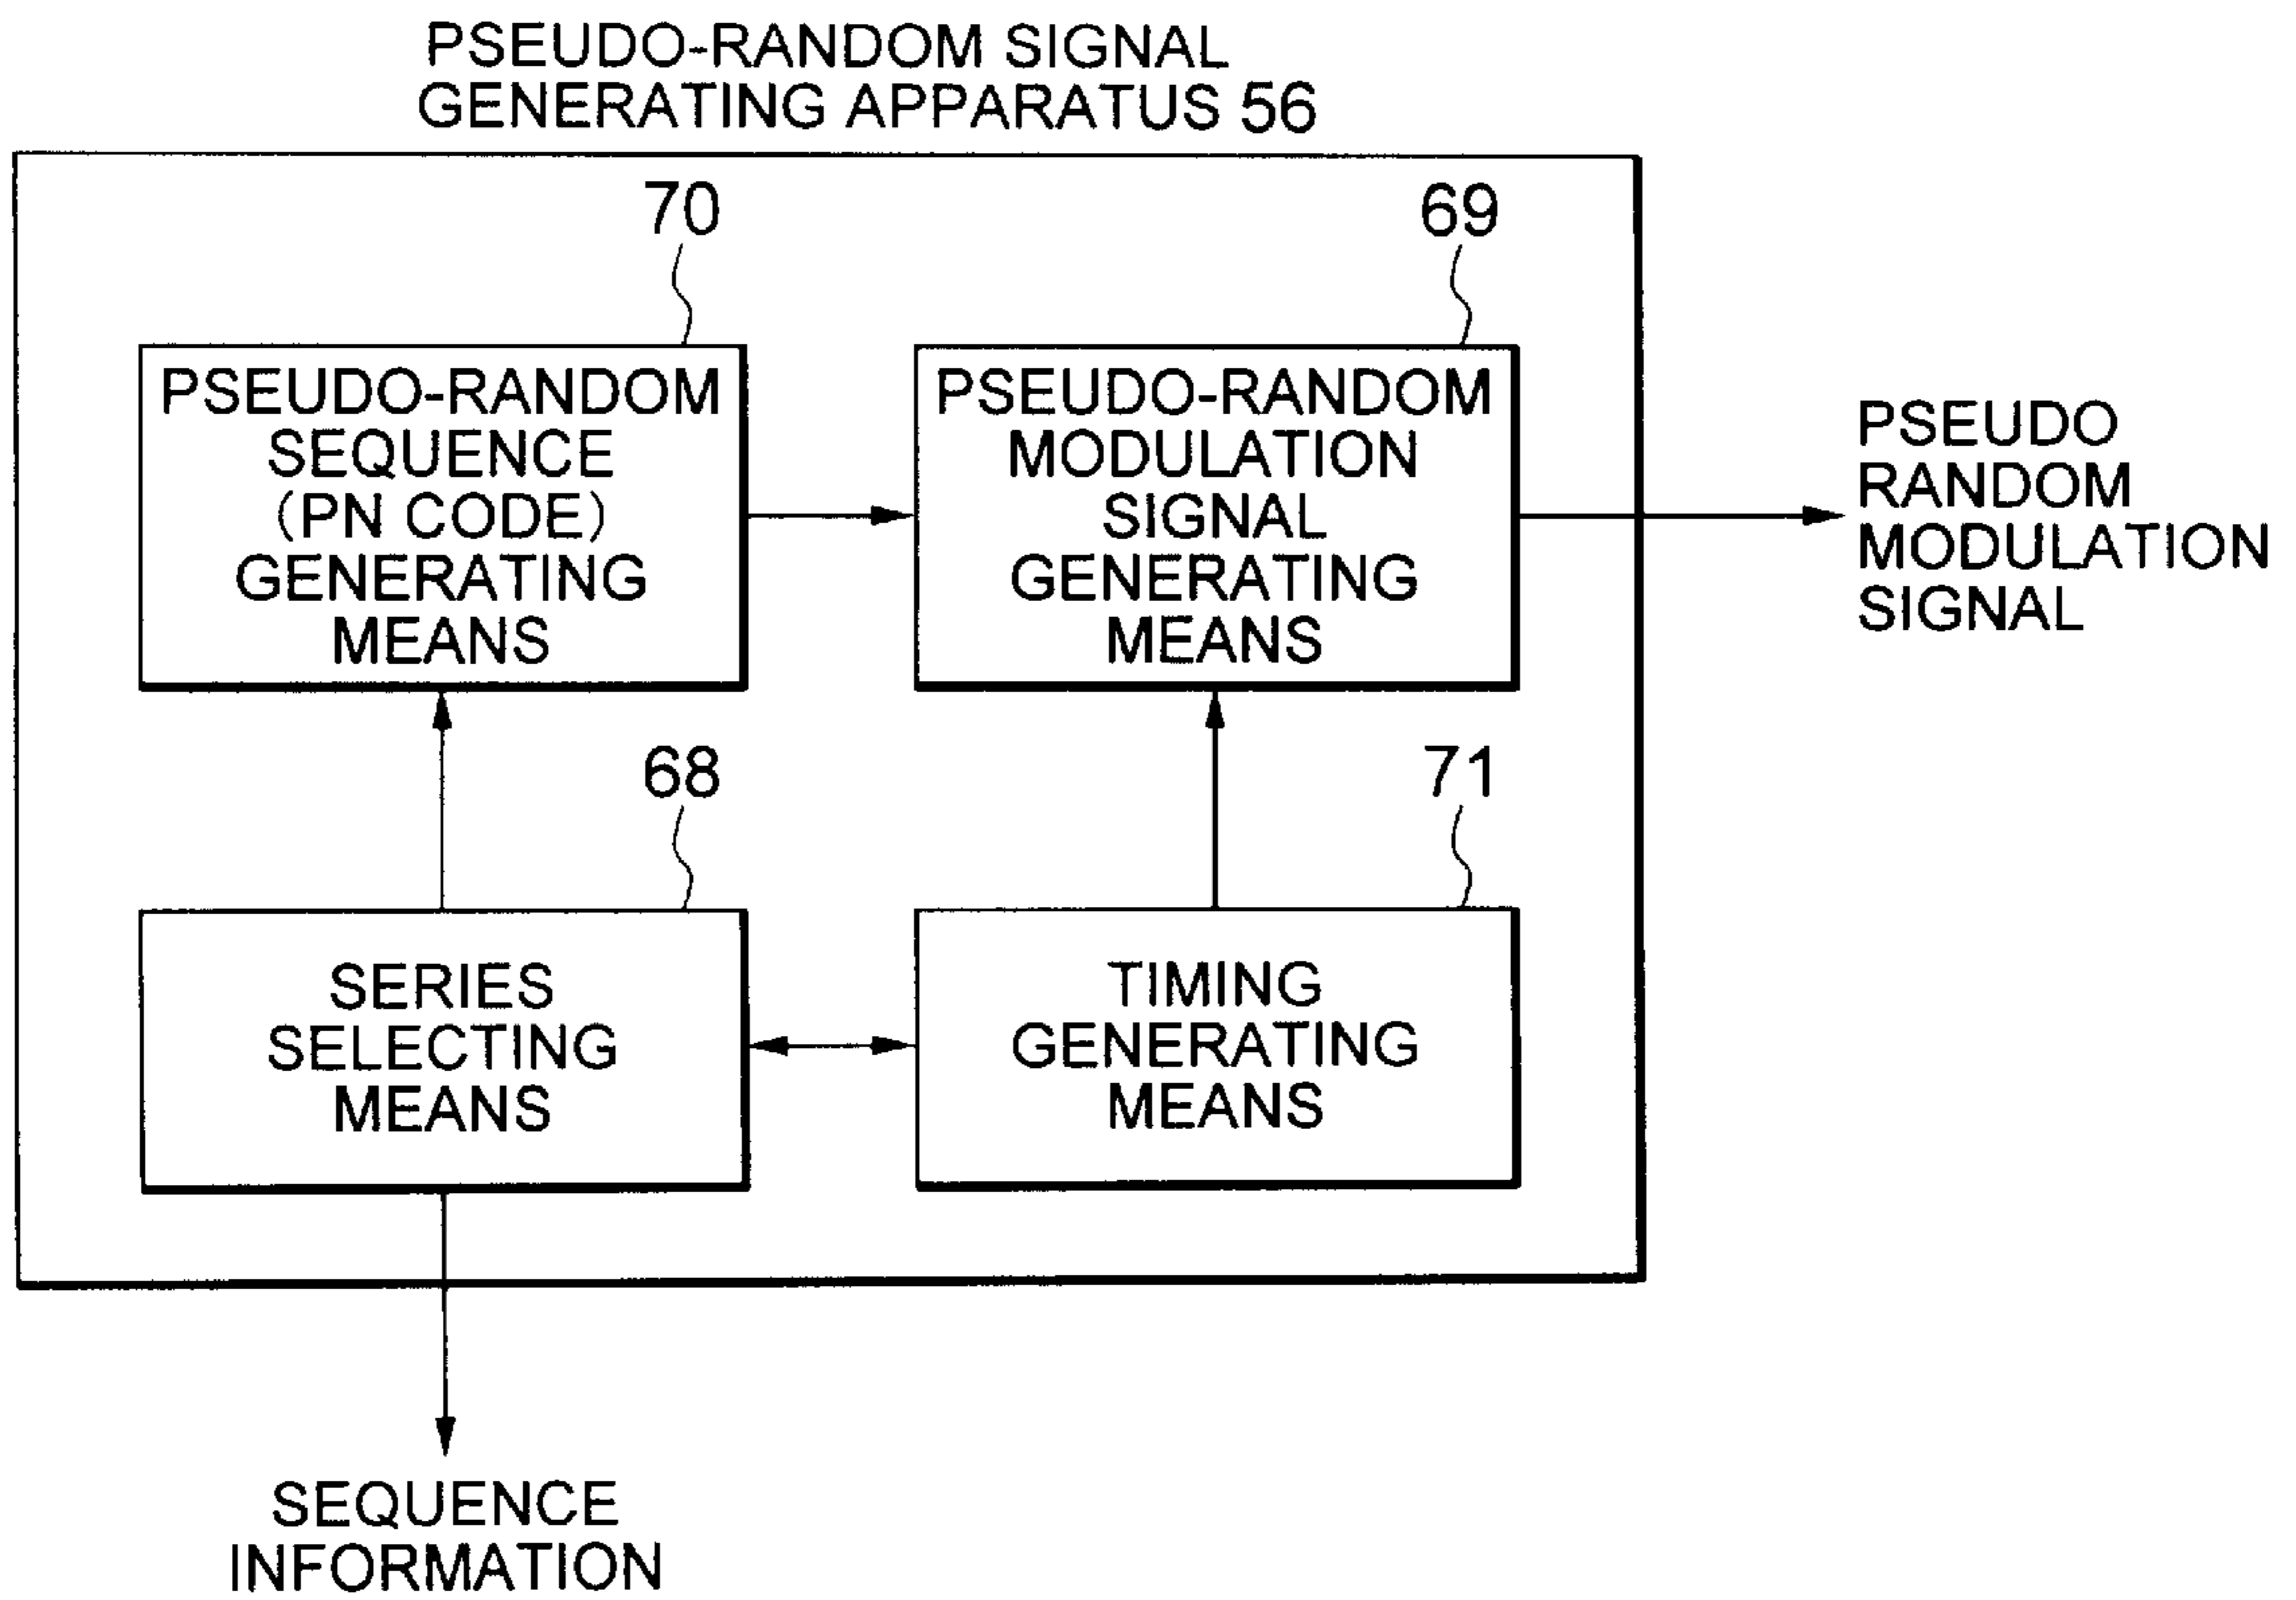 PSEUDO-RANDOM SIGNAL
GENERATING APPARATUS 56
70
69
PSEUDO-RANDOM
SEQUENCE
(PN CODE)
GENERATING
MEANS
PSEUDO-RANDOM
MODULATION
SIGNAL
GENERATING
MEANS
PSEUDO
RANDOM
MODULATION
SIGNAL
68
71
SERIES
SELECTING
MEANS
TIMING
GENERATING
MEANS
SEQUENCE
INFORMATION